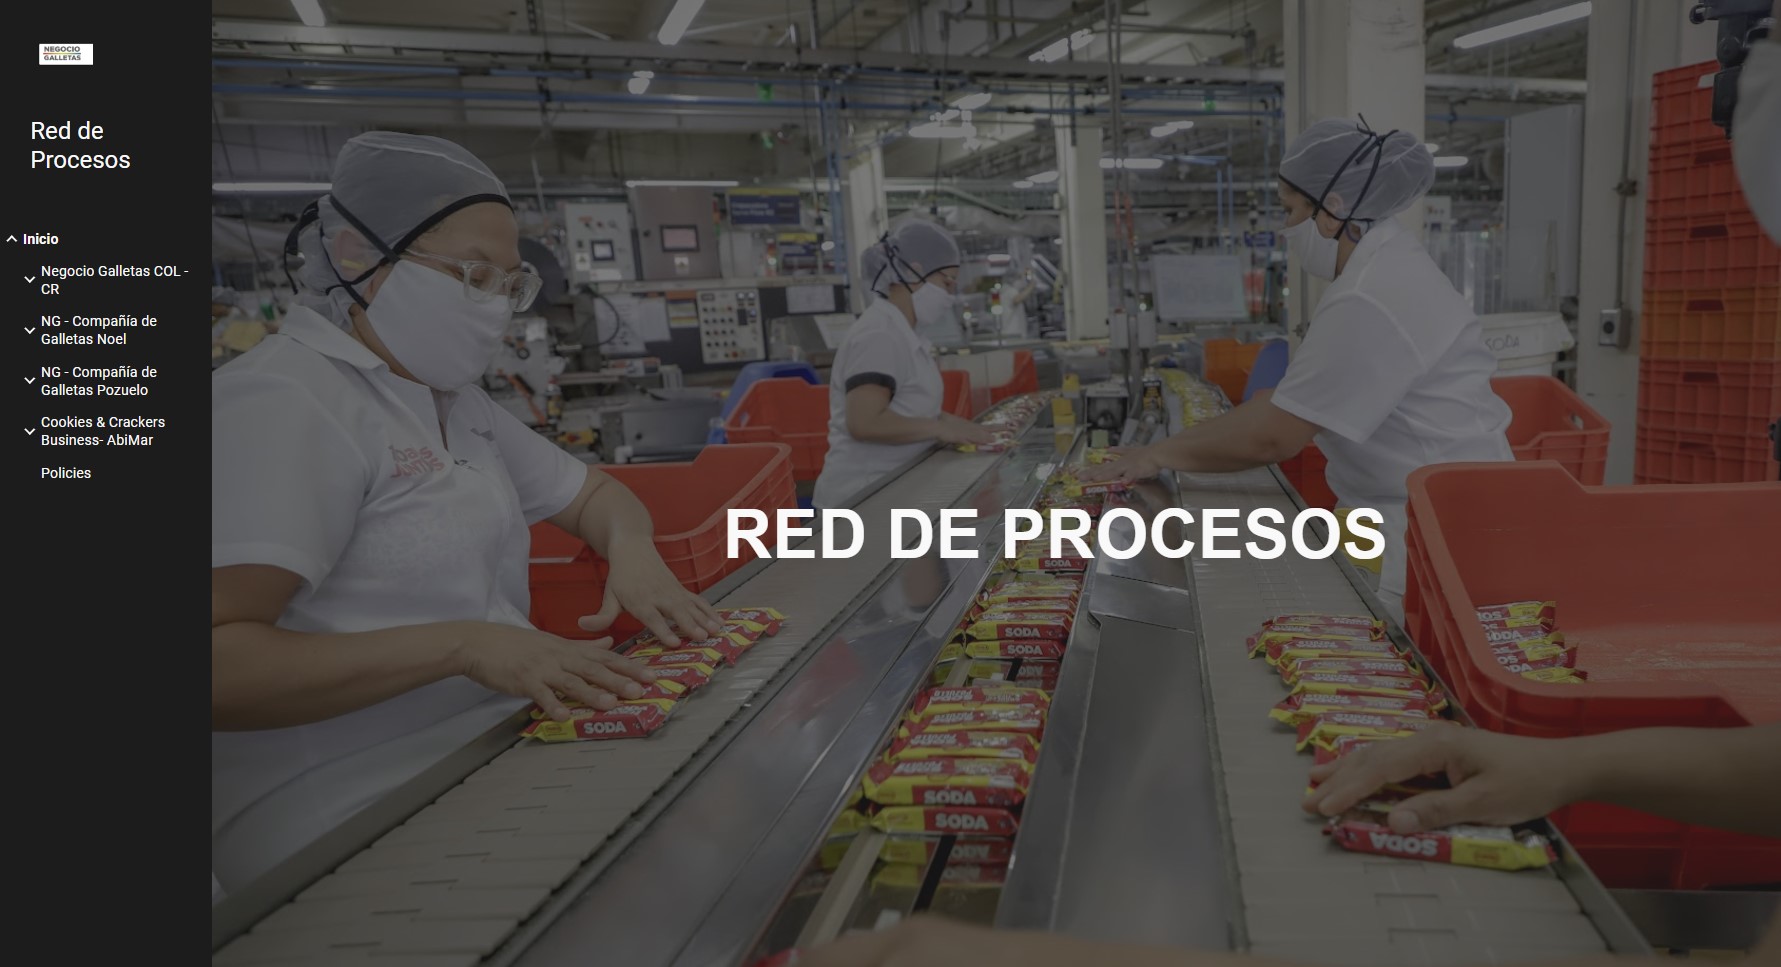 NEGOCIO
GALLETAS
Red de
Procesos
Inicio
Negocio Galletas COL -
CR
NG - Compañía de
Galletas Noel
NG - Compañía de
Galletas Pozuelo
Cookies & Crackers
Business- AbiMar
Policies
RED DE PROCESOS
SODA
SODA
SODA
SODA
SODA
SODA
SODA
SODA